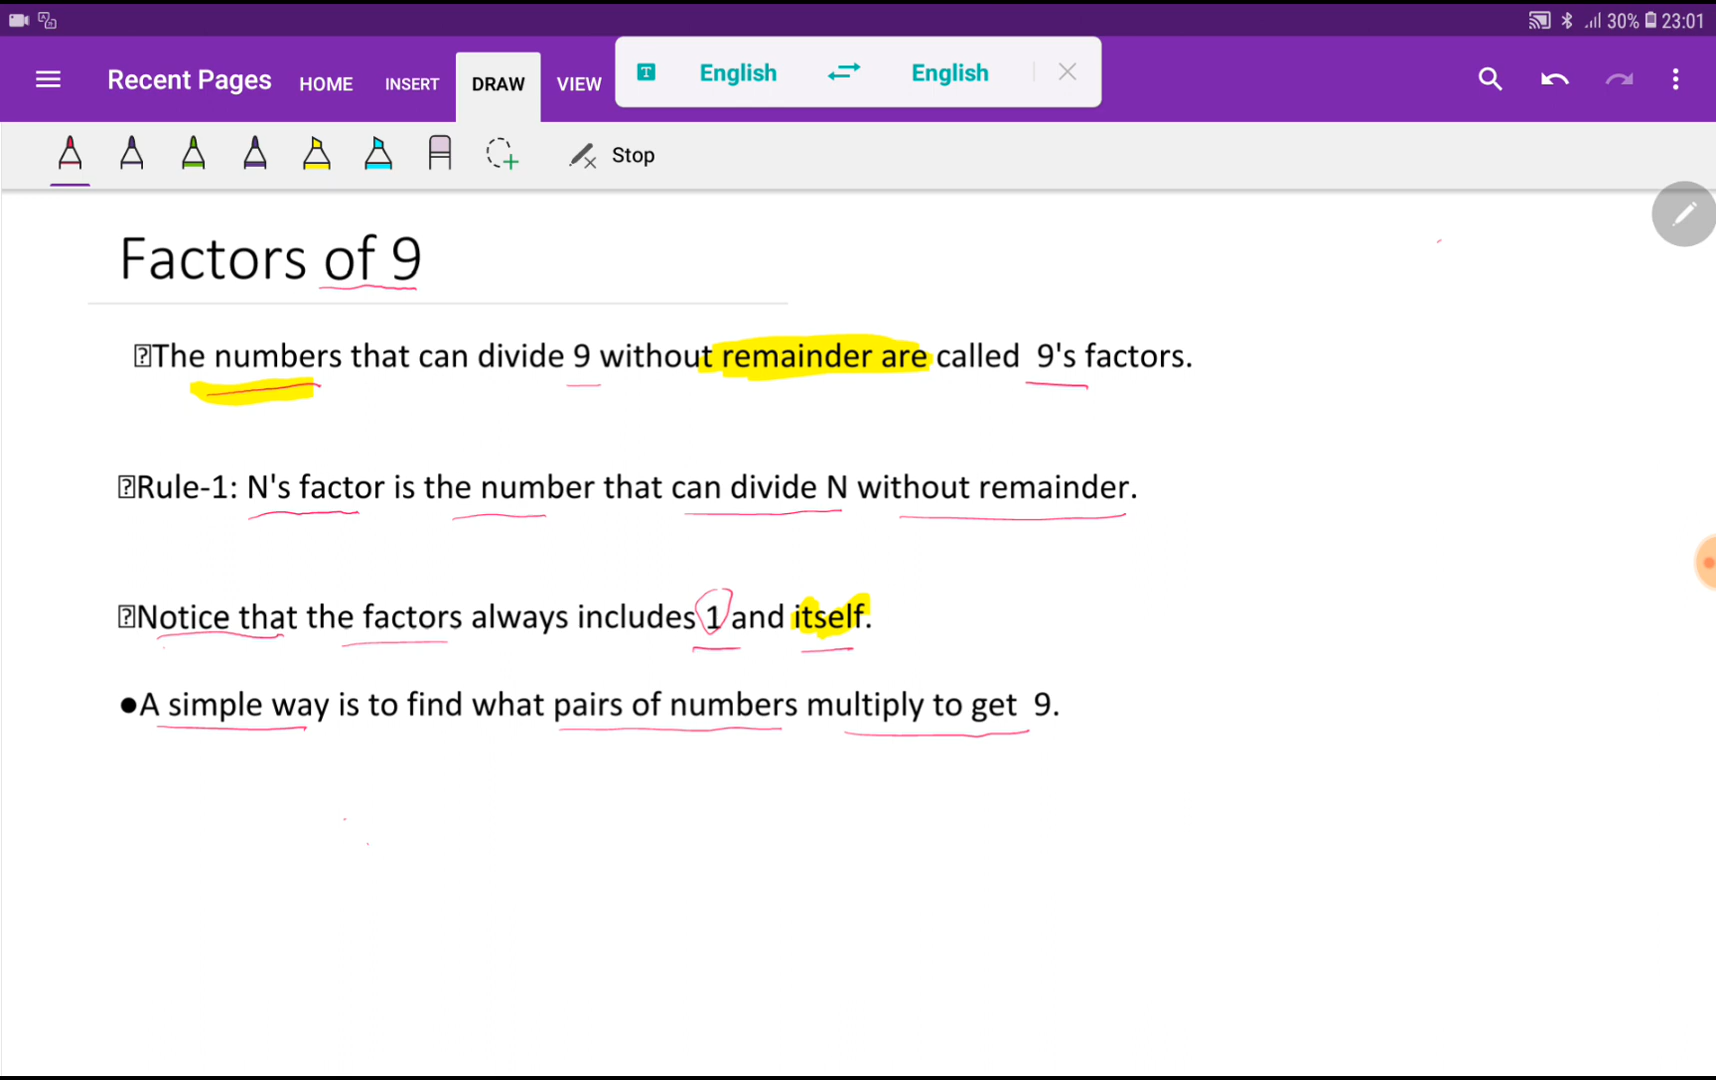 30% 23:01
Recent Pages HOME INSERT DRAW VIEW English English
Stop
Factors of 9
The numbers that can divide 9 without remainder are called 9's factors.
Rule-1: N's factor is the number that can divide N without remainder.
Notice that the factors always includes 1 and itself.
●A simple way is to find what pairs of numbers multiply to get 9.